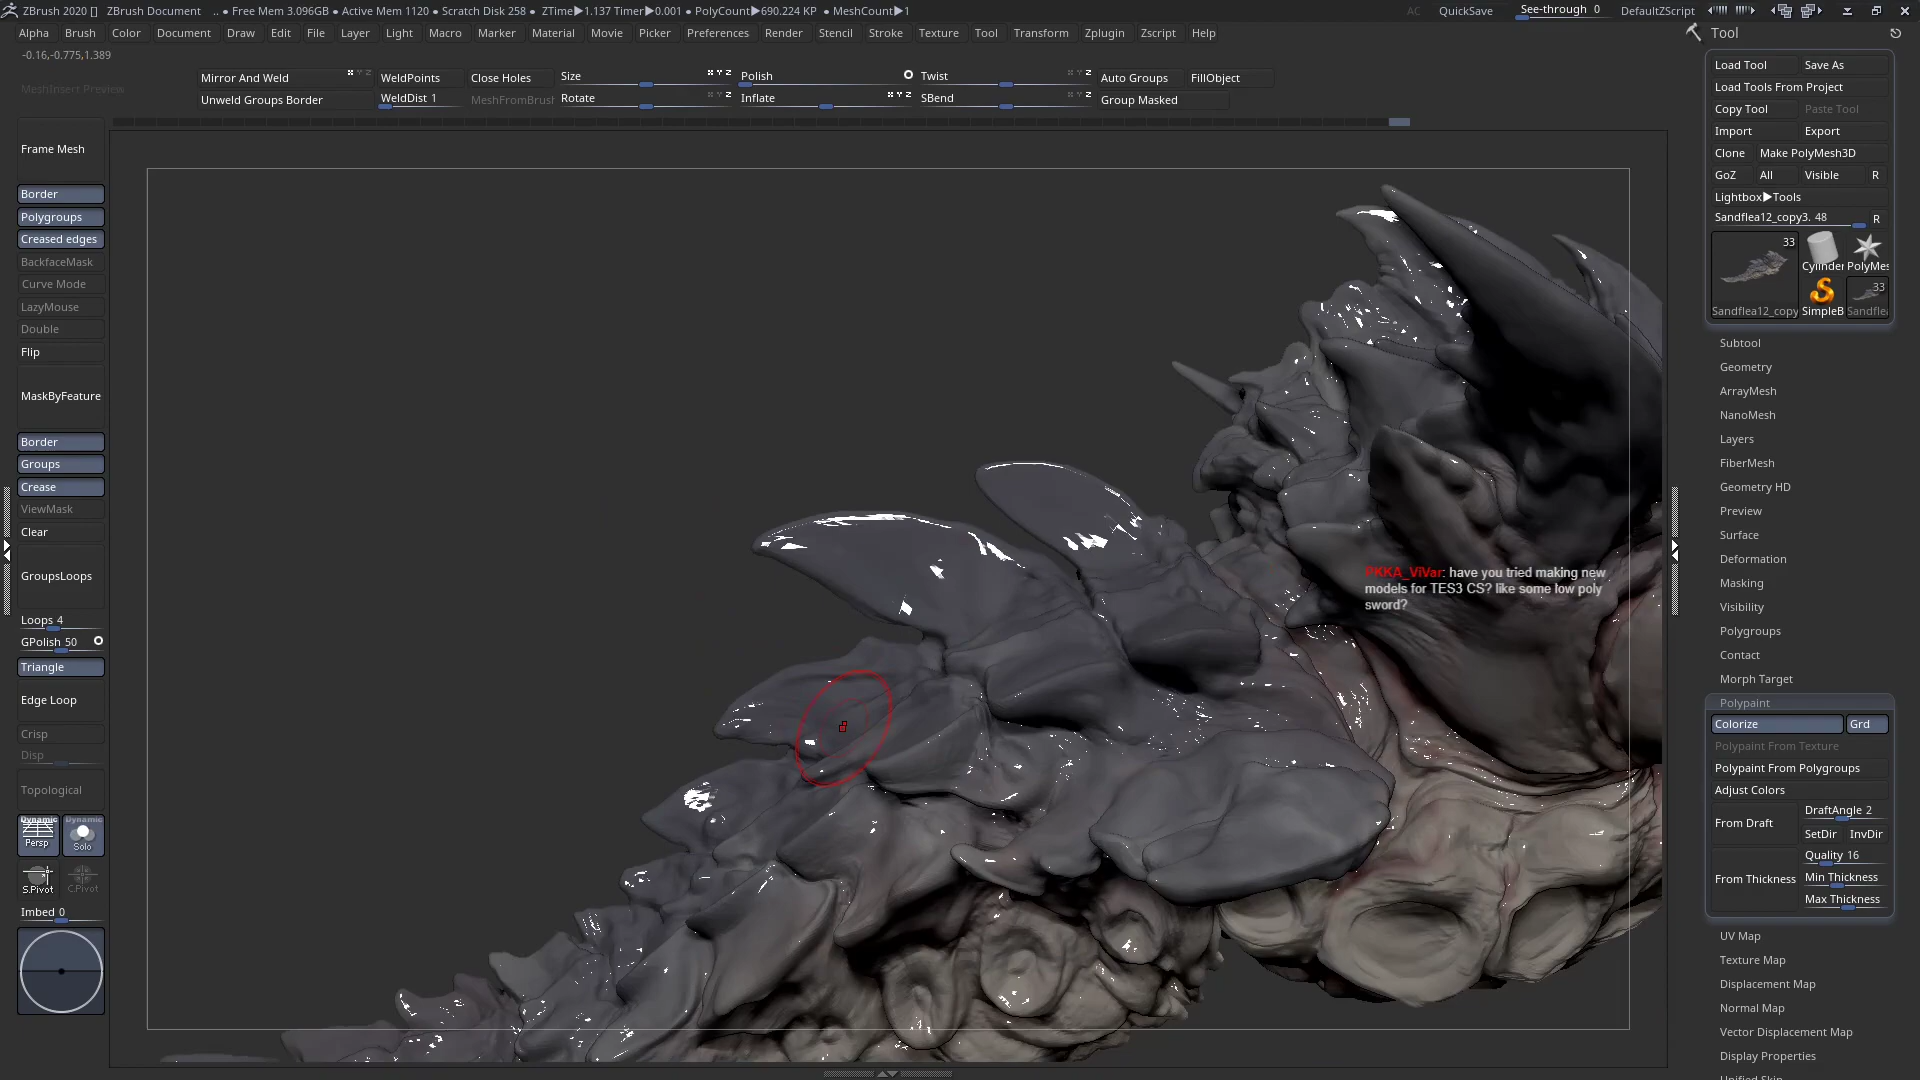 ZBrush 2020 [] ZBrush Document .. ● Free Mem 3.096GB ● Active Mem 1120 ● Scratch Disk 258 ● ZTime▶1.137 Timer▶0.001 ● PolyCount▶690.224 KP ● MeshCount▶1 AC QuickSave See-through 0 DefaultZScript
Alpha Brush Color Document Draw Edit File Layer Light Macro Marker Material Movie Picker Preferences Render Stencil Stroke Texture Tool Transform Zplugin Zscript Help
-0.16,-0.775,1.389
MeshInsert Preview
Mirror And Weld WeldPoints Close Holes Size Polish Twist Auto Groups FillObject
Unweld Groups Border WeldDist 1 MeshFromBrush Rotate Inflate SBend Group Masked
Frame Mesh
Border
Polygroups
Creased edges
BackfaceMask
Curve Mode
LazyMouse
Double
Flip
MaskByFeature
Border
Groups
Crease
ViewMask
Clear
GroupsLoops
Loops 4
GPolish 50
Triangle
Edge Loop
Crisp
Disp
Topological
Dynamic Dynamic
Persp Solo
S.Pivot C.Pivot
Imbed 0
PKKA_ViVar: have you tried making new
models for TES3 CS? like some low poly
sword?
Tool
Load Tool Save As
Load Tools From Project
Copy Tool Paste Tool
Import Export
Clone Make PolyMesh3D
GoZ All Visible R
Lightbox▶Tools
Sandflea12_copy3. 48 R
33
Cylinder PolyMes
33
Sandflea12_copy SimpleB Sandflea
Subtool
Geometry
ArrayMesh
NanoMesh
Layers
FiberMesh
Geometry HD
Preview
Surface
Deformation
Masking
Visibility
Polygroups
Contact
Morph Target
Polypaint
Colorize Grd
Polypaint From Texture
Polypaint From Polygroups
Adjust Colors
From Draft DraftAngle 2
SetDir InvDir
Quality 16
From Thickness Min Thickness
Max Thickness
UV Map
Texture Map
Displacement Map
Normal Map
Vector Displacement Map
Display Properties
Unified Skin